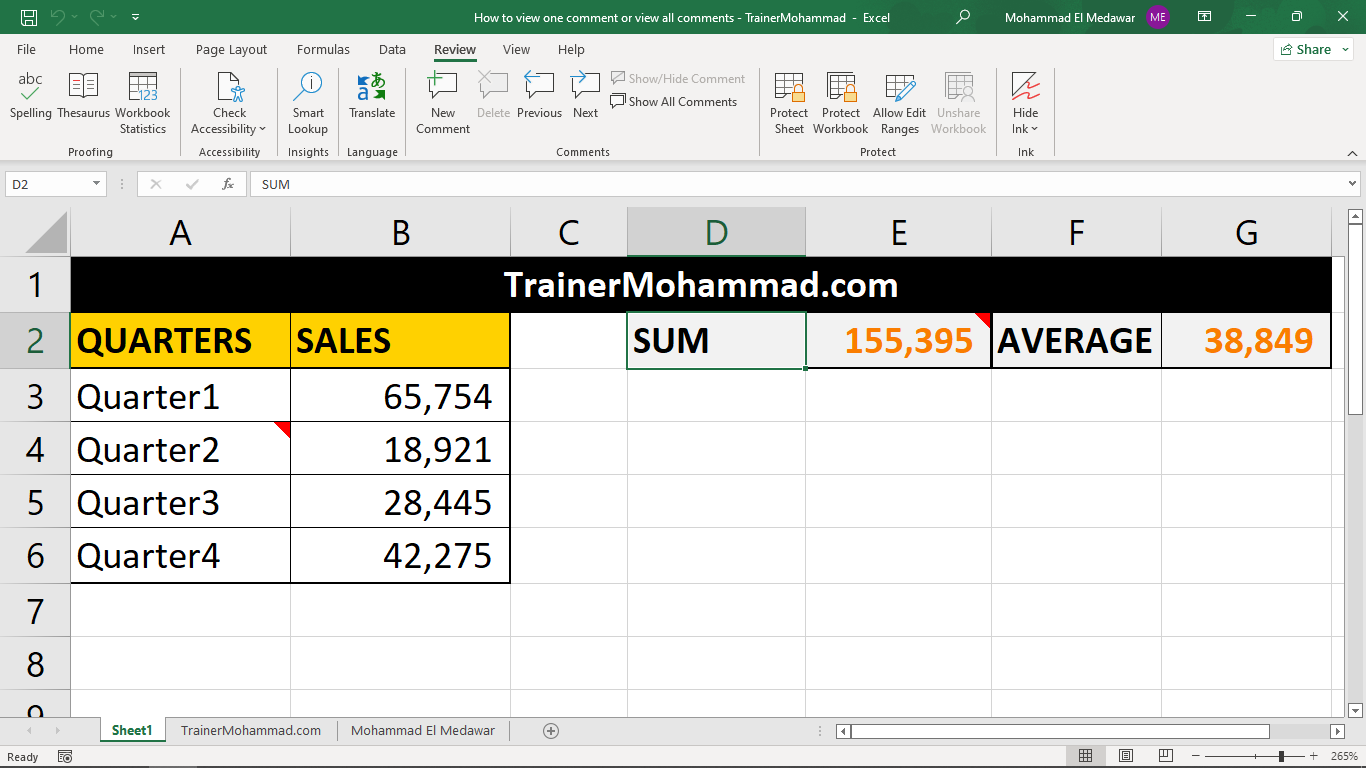 How to view one comment or view all comments - TrainerMohammad - Excel
Mohammad El Medawar
ME
File Home Insert Page Layout Formulas Data Review View Help
Share
abc
Spelling
Thesaurus
123
Workbook Statistics
Check Accessibility
Smart Lookup
a あ
Translate
New Comment
Delete
Previous
Next
Show/Hide Comment
Show All Comments
Protect Sheet
Protect Workbook
Allow Edit Ranges
Unshare Workbook
Hide Ink
Proofing Accessibility Insights Language Comments Protect Ink
D2 fx SUM
A B C D E F G
1 TrainerMohammad.com
2 QUARTERS SALES SUM 155,395 AVERAGE 38,849
3 Quarter1 65,754
4 Quarter2 18,921
5 Quarter3 28,445
6 Quarter4 42,275
7
8
9
Sheet1 TrainerMohammad.com Mohammad El Medawar
Ready 265%